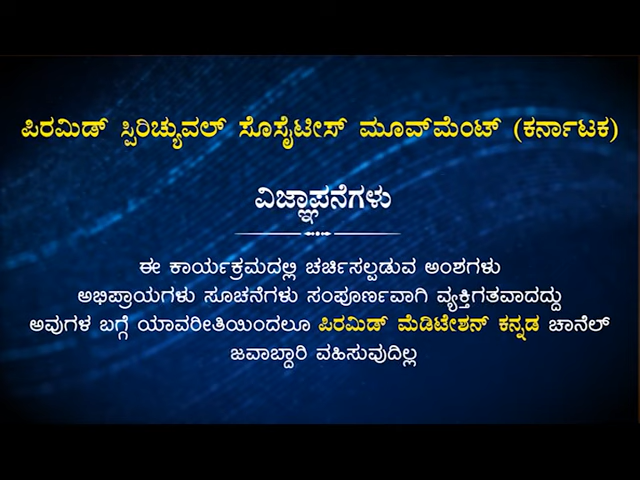 ಪಿರಮಿಡ್ ಸ್ಪಿರಿಚ್ಯುವಲ್ ಸೊಸೈಟೀಸ್ ಮೂವ್‌ಮೆಂಟ್ (ಕರ್ನಾಟಕ)
ವಿಜ್ಞಾಪನೆಗಳು
ಈ ಕಾರ್ಯಕ್ರಮದಲ್ಲಿ ಚರ್ಚಿಸಲ್ಪಡುವ ಅಂಶಗಳು
ಅಭಿಪ್ರಾಯಗಳು ಸೂಚನೆಗಳು ಸಂಪೂರ್ಣವಾಗಿ ವ್ಯಕ್ತಿಗತವಾದದ್ದು
ಅವುಗಳ ಬಗ್ಗೆ ಯಾವರೀತಿಯಿಂದಲೂ ಪಿರಮಿಡ್ ಮೆಡಿಟೇಶನ್ ಕನ್ನಡ ಚಾನೆಲ್
ಜವಾಬ್ದಾರಿ ವಹಿಸುವುದಿಲ್ಲ